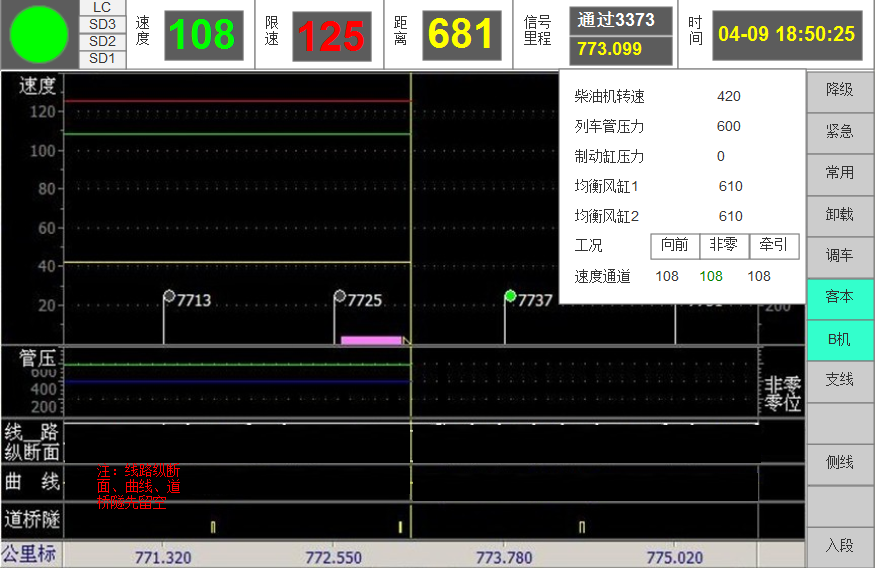 LC
SD3
SD2
SD1
速度
108
限速
125
距离
681
信号里程
通过3373
773.099
时间
04-09 18:50:25
速度
120
100
80
60
40
20
7713
7725
7737
200
柴油机转速 420
列车管压力 600
制动缸压力 0
均衡风缸1 610
均衡风缸2 610
工况 向前 非零 牵引
速度通道 108 108 108
降级
紧急
常用
卸载
调车
客本
B机
支线
侧线
入段
管压
600
400
200
非零
零位
线__路
纵断面
曲 线
注：线路纵断
面、曲线、道
桥隧先留空
道桥隧
公里标
771.320
772.550
773.780
775.020